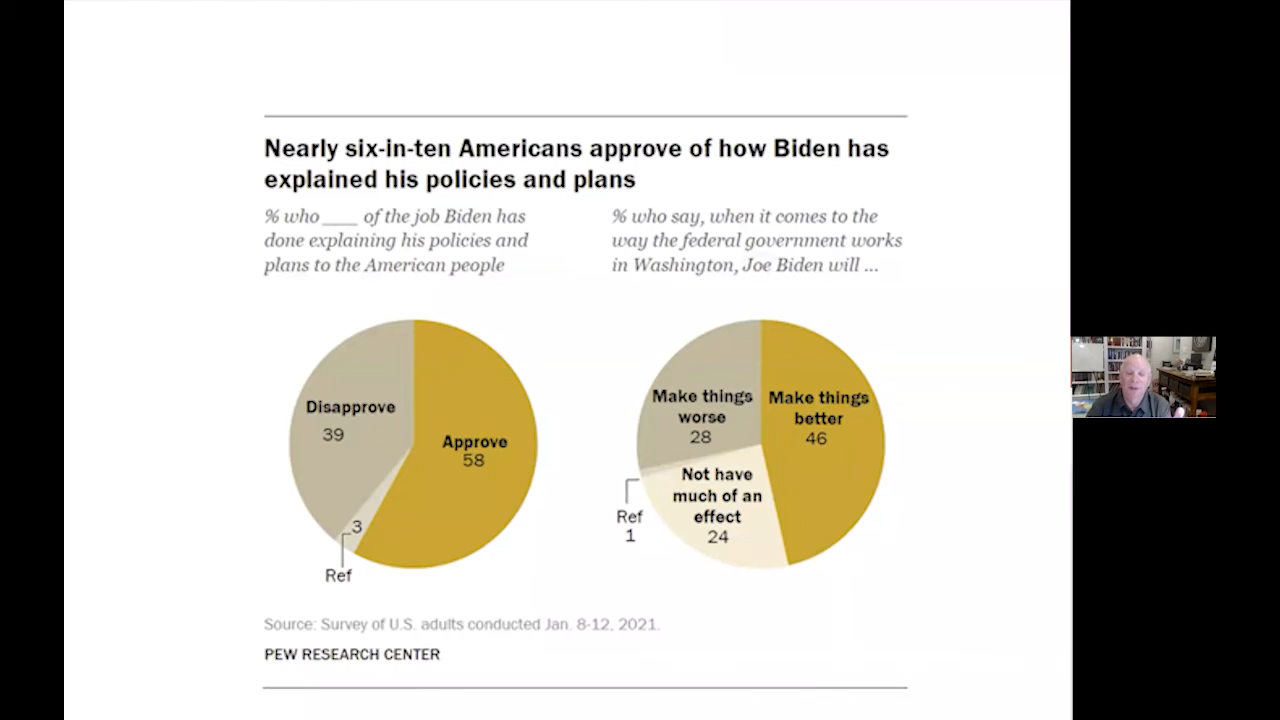 Nearly six-in-ten Americans approve of how Biden has
explained his policies and plans
% who ___ of the job Biden has
done explaining his policies and
plans to the American people
% who say, when it comes to the
way the federal government works
in Washington, Joe Biden will ...
Disapprove
39
Approve
58
3
Ref
Make things
worse
28
Make things
better
46
Not have
much of an
effect
24
Ref
1
Source: Survey of U.S. adults conducted Jan. 8-12, 2021.
PEW RESEARCH CENTER